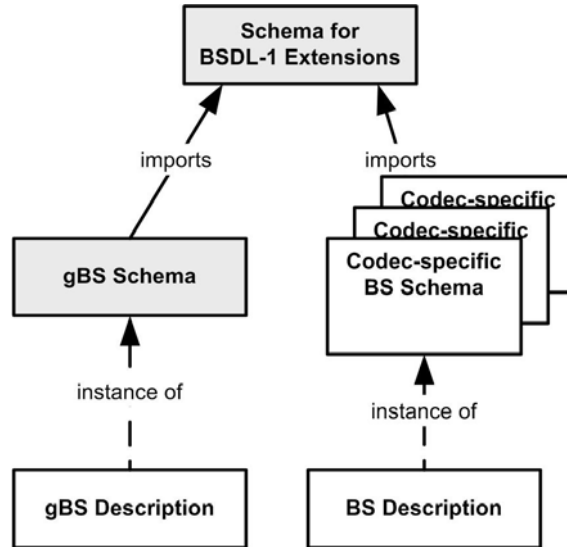 Schema for
BSDL-1 Extensions
imports
imports
Codec-specific
Codec-specific
gBS Schema
Codec-specific
BS Schema
instance of
instance of
gBS Description
BS Description